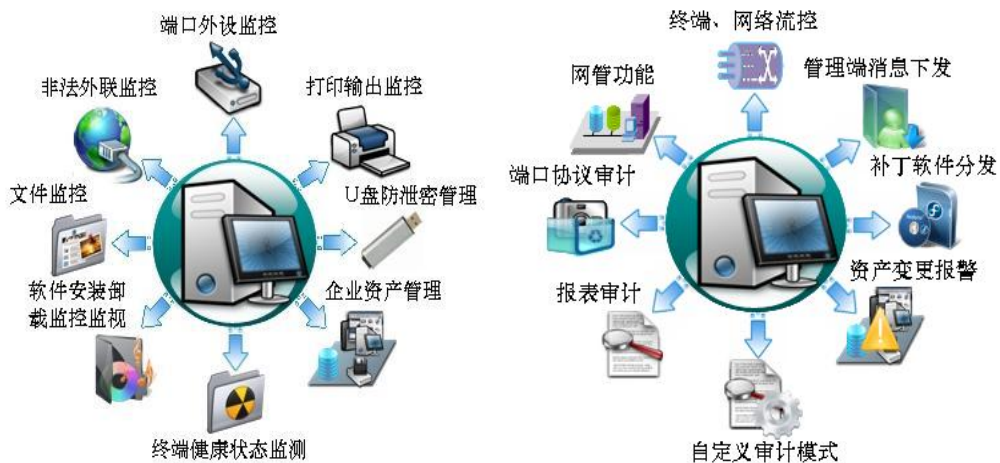 端口外设监控
非法外联监控
打印输出监控
文件监控
U盘防泄密管理
软件安装卸
载监控监视
企业资产管理
终端健康状态监测
终端、网络流控
网管功能
管理端消息下发
端口协议审计
补丁软件分发
报表审计
资产变更报警
自定义审计模式